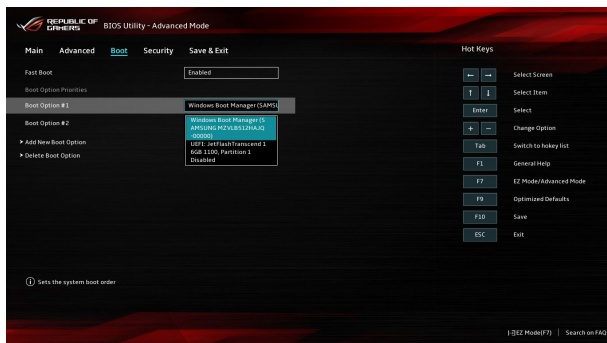 REPUBLIC OF
GAMERS
BIOS Utility - Advanced Mode
Main Advanced Boot Security Save & Exit
Hot Keys
Fast Boot Enabled
Boot Option Priorities
Boot Option #1 Windows Boot Manager (SAMSU
Boot Option #2
Windows Boot Manager (S
AMSUNG MZVLB512HAJQ
-00000)
UEFI: JetFlashTranscend 1
6GB 1100, Partition 1
Disabled
Add New Boot Option
Delete Boot Option
← → Select Screen
↑ ↓ Select Item
Enter Select
+ − Change Option
Tab Switch to hokey list
F1 General Help
F7 EZ Mode/Advanced Mode
F9 Optimized Defaults
F10 Save
ESC Exit
i Sets the system boot order
EZ Mode(F7) | Search on FAQ